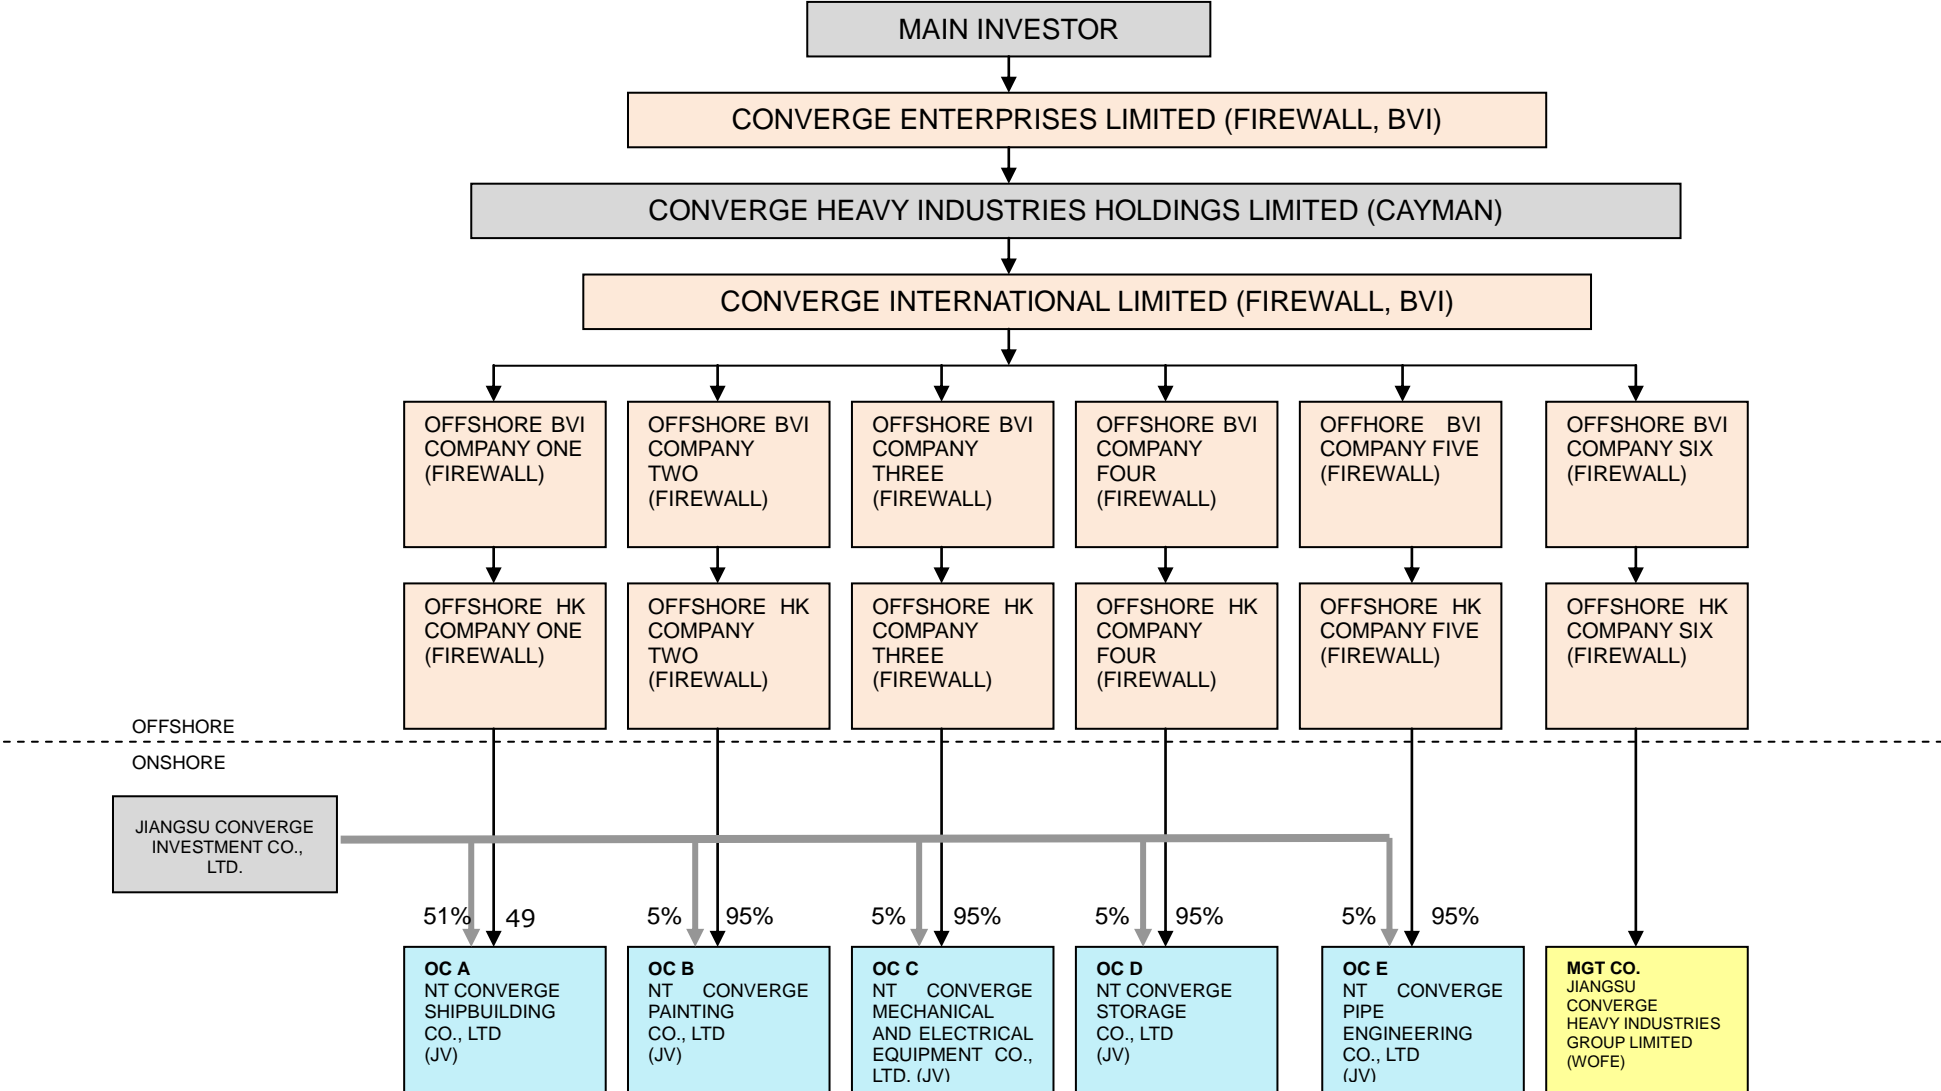 MAIN INVESTOR
CONVERGE ENTERPRISES LIMITED (FIREWALL, BVI)
CONVERGE HEAVY INDUSTRIES HOLDINGS LIMITED (CAYMAN)
CONVERGE INTERNATIONAL LIMITED (FIREWALL, BVI)
OFFSHORE BVI
COMPANY ONE
(FIREWALL)
OFFSHORE BVI
COMPANY
TWO
(FIREWALL)
OFFSHORE BVI
COMPANY
THREE
(FIREWALL)
OFFSHORE BVI
COMPANY
FOUR
(FIREWALL)
OFFHORE BVI
COMPANY FIVE
(FIREWALL)
OFFSHORE BVI
COMPANY SIX
(FIREWALL)
OFFSHORE HK
COMPANY ONE
(FIREWALL)
OFFSHORE HK
COMPANY
TWO
(FIREWALL)
OFFSHORE HK
COMPANY
THREE
(FIREWALL)
OFFSHORE HK
COMPANY
FOUR
(FIREWALL)
OFFSHORE HK
COMPANY FIVE
(FIREWALL)
OFFSHORE HK
COMPANY SIX
(FIREWALL)
OFFSHORE
ONSHORE
JIANGSU CONVERGE
INVESTMENT CO.,
LTD.
51% 49
5% 95%
5% 95%
5% 95%
5% 95%
OC A
NT CONVERGE
SHIPBUILDING
CO., LTD
(JV)
OC B
NT CONVERGE
PAINTING
CO., LTD
(JV)
OC C
NT CONVERGE
MECHANICAL
AND ELECTRICAL
EQUIPMENT CO.,
LTD. (JV)
OC D
NT CONVERGE
STORAGE
CO., LTD
(JV)
OC E
NT CONVERGE
PIPE
ENGINEERING
CO., LTD
(JV)
MGT CO.
JIANGSU
CONVERGE
HEAVY INDUSTRIES
GROUP LIMITED
(WOFE)